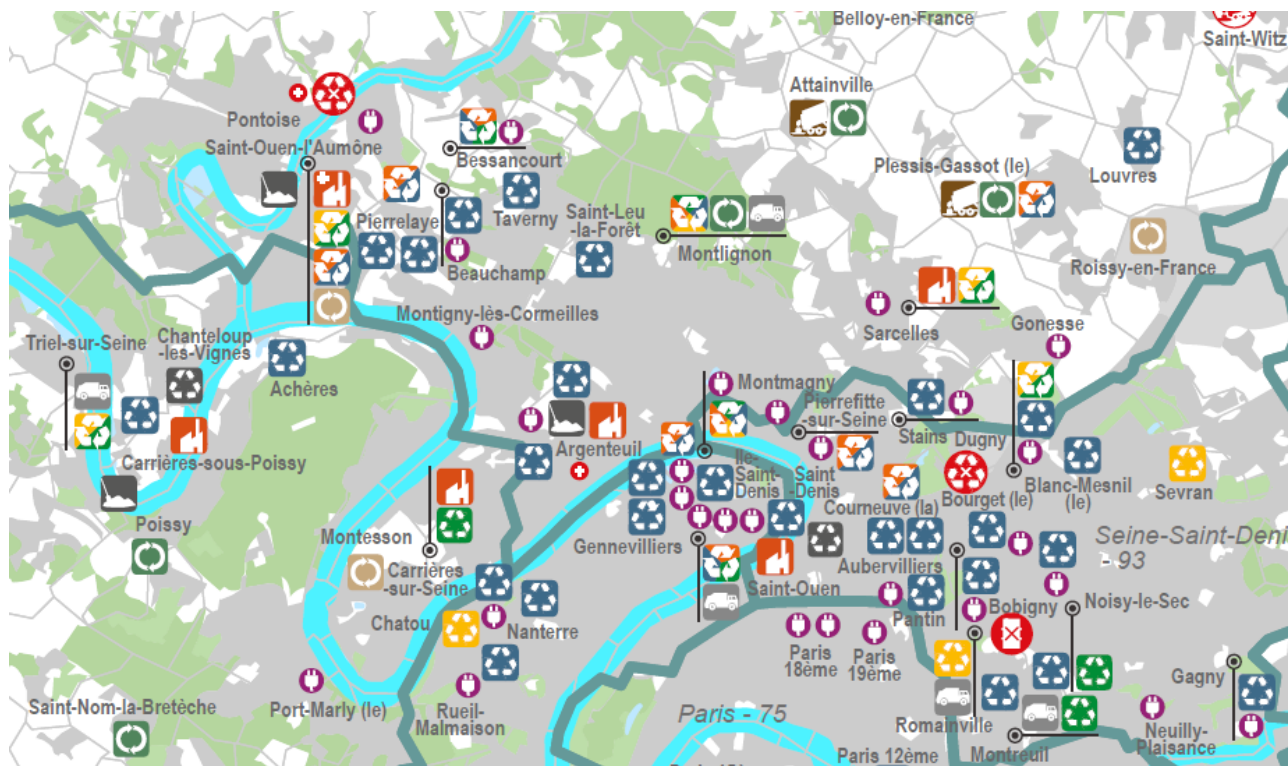 Belloy-en-France
Saint-Witz
Attainville
Pontoise
Saint-Ouen-l'Aumône
Bessancourt
Plessis-Gassot (le)
Louvres
Pierrelaye
Taverny
Saint-Leu
-la-Forêt
Beauchamp
Montlignon
Roissy-en-France
Montigny-lès-Cormeilles
Sarcelles
Gonesse
Triel-sur-Seine
Chanteloup
-les-Vignes
Achères
Montmagny
Pierrefitte
-sur-Seine
Stains
Dugny
Carrières-sous-Poissy
Argenteuil
Ile-
Saint-
Denis
Saint
-Denis
Courneuve (la)
Bourget (le)
Blanc-Mesnil
(le)
Sevran
Poissy
Montesson
Gennevilliers
Carrières
-sur-Seine
Saint-Ouen
Aubervilliers
Seine-Saint-Deni
- 93
Chatou
Nanterre
Pantin
Bobigny
Noisy-le-Sec
Paris
18ème
Paris
19ème
Saint-Nom-la-Bretèche
Port-Marly (le)
Rueil-
Malmaison
Paris - 75
Romainville
Gagny
Neuilly-
Plaisance
Montreuil
Paris 12ème